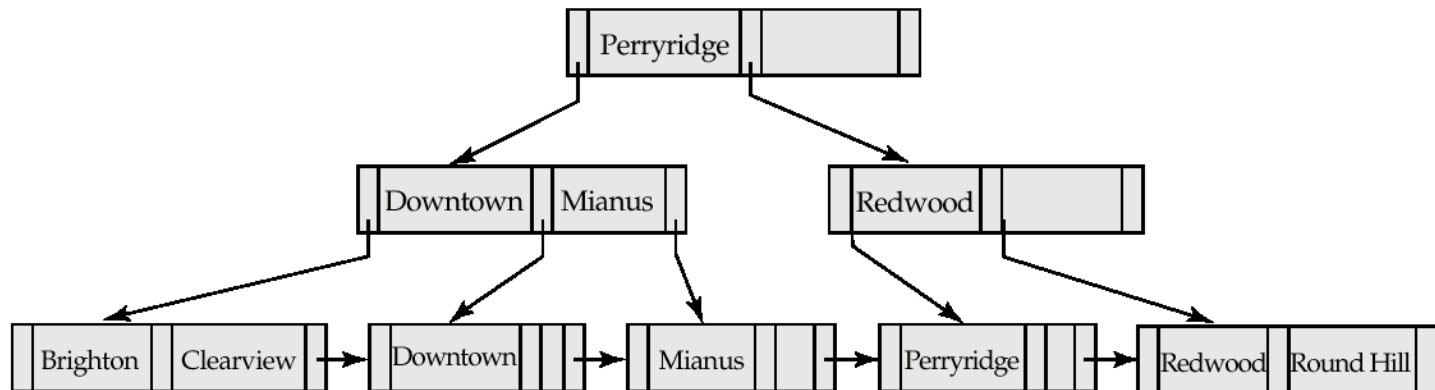 Perryridge
Downtown Mianus Redwood
Brighton Clearview Downtown Mianus Perryridge Redwood Round Hill